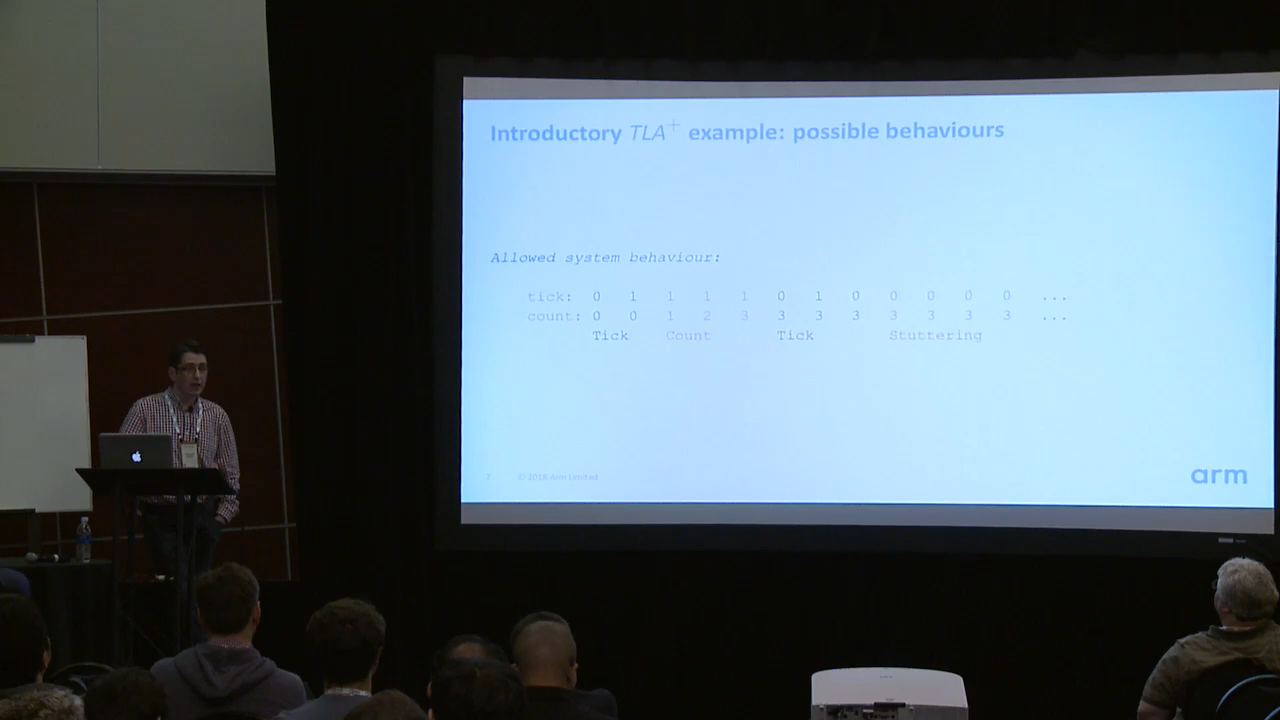 Introductory TLA+ example: possible behaviours
Allowed system behaviour:
tick: 0 1 1 1 1 0 1 0 0 0 0 0 ...
count: 0 0 1 2 3 3 3 3 3 3 3 3 ...
Tick Count Tick Stuttering
7 © 2018 Arm Limited
arm